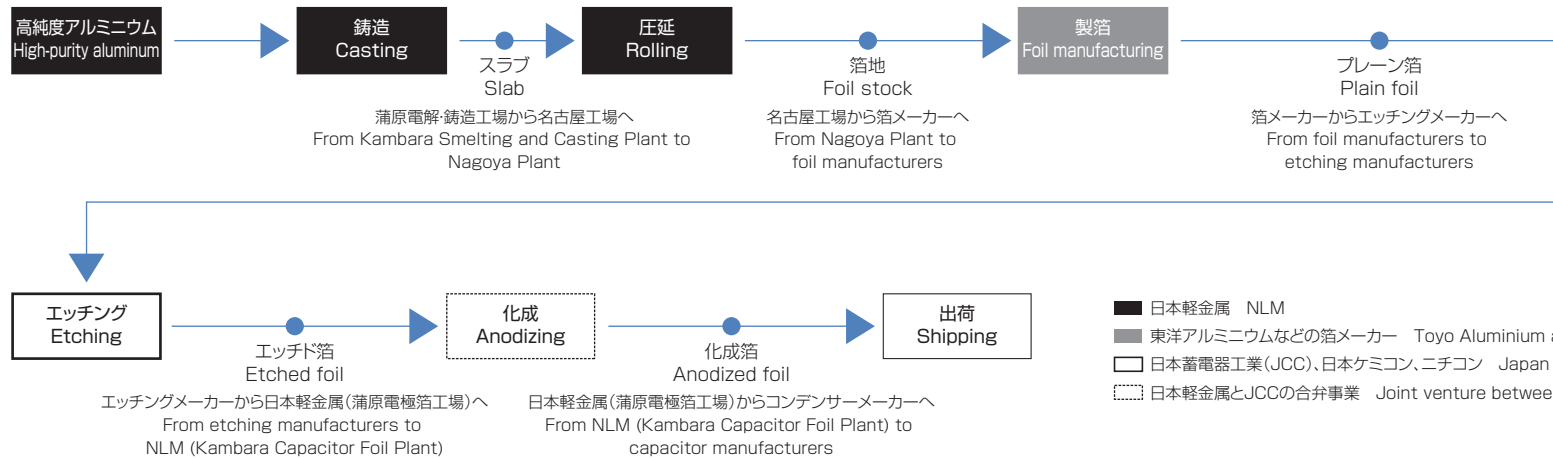 高純度アルミニウム
High-purity aluminum
鋳造
Casting
スラブ
Slab
蒲原電解・鋳造工場から名古屋工場へ
From Kambara Smelting and Casting Plant to
Nagoya Plant
圧延
Rolling
箔地
Foil stock
名古屋工場から箔メーカーへ
From Nagoya Plant to
foil manufacturers
製箔
Foil manufacturing
プレーン箔
Plain foil
箔メーカーからエッチングメーカーへ
From foil manufacturers to
etching manufacturers
エッチング
Etching
エッチド箔
Etched foil
エッチングメーカーから日本軽金属（蒲原電極箔工場）へ
From etching manufacturers to
NLM (Kambara Capacitor Foil Plant)
化成
Anodizing
化成箔
Anodized foil
日本軽金属（蒲原電極箔工場）からコンデンサーメーカーへ
From NLM (Kambara Capacitor Foil Plant) to
capacitor manufacturers
出荷
Shipping
日本軽金属 NLM
東洋アルミニウムなどの箔メーカー Toyo Aluminium
日本蓄電器工業（JCC）、日本ケミコン、ニチコン Japan
日本軽金属とJCCの合弁事業 Joint venture